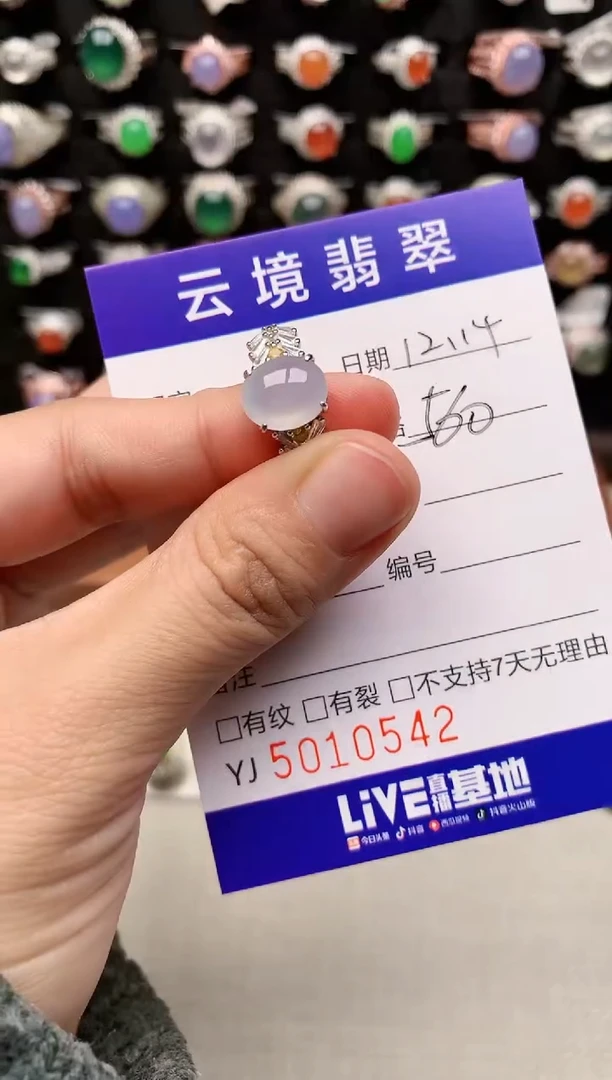 云境翡翠
日期 12.14
560
编号
注
□有纹 □有裂 □不支持7天无理由
YJ 5010542
LiVE直播基地
今日头条 抖音 西瓜视频 抖音火山版